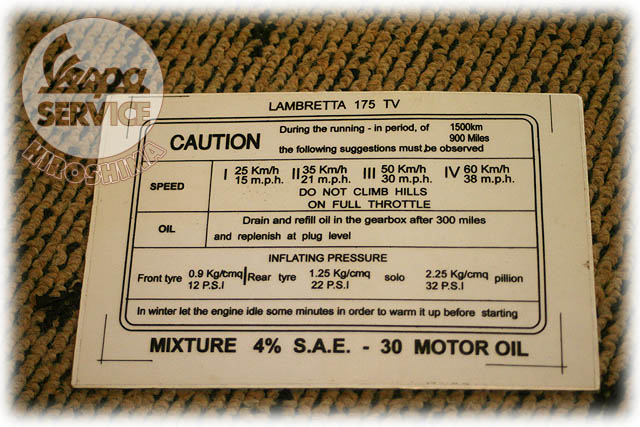 Vespa
SERVICE
HIROSHIMA
LAMBRETTA 175 TV
CAUTION
During the running - in period, of 1500km
900 Miles
the following suggestions must be observed
SPEED
I 25 Km/h II 35 Km/h III 50 Km/h IV 60 Km/h
15 m.p.h. 21 m.p.h. 30 m.p.h. 38 m.p.h.
DO NOT CLIMB HILLS
ON FULL THROTTLE
OIL
Drain and refill oil in the gearbox after 300 miles
and replenish at plug level
INFLATING PRESSURE
Front tyre 0.9 Kg/cmq Rear tyre 1.25 Kg/cmq solo 2.25 Kg/cmq pillion
12 P.S.I 22 P.S.I 32 P.S.I
In winter let the engine idle some minutes in order to warm it up before starting
MIXTURE 4% S.A.E. - 30 MOTOR OIL